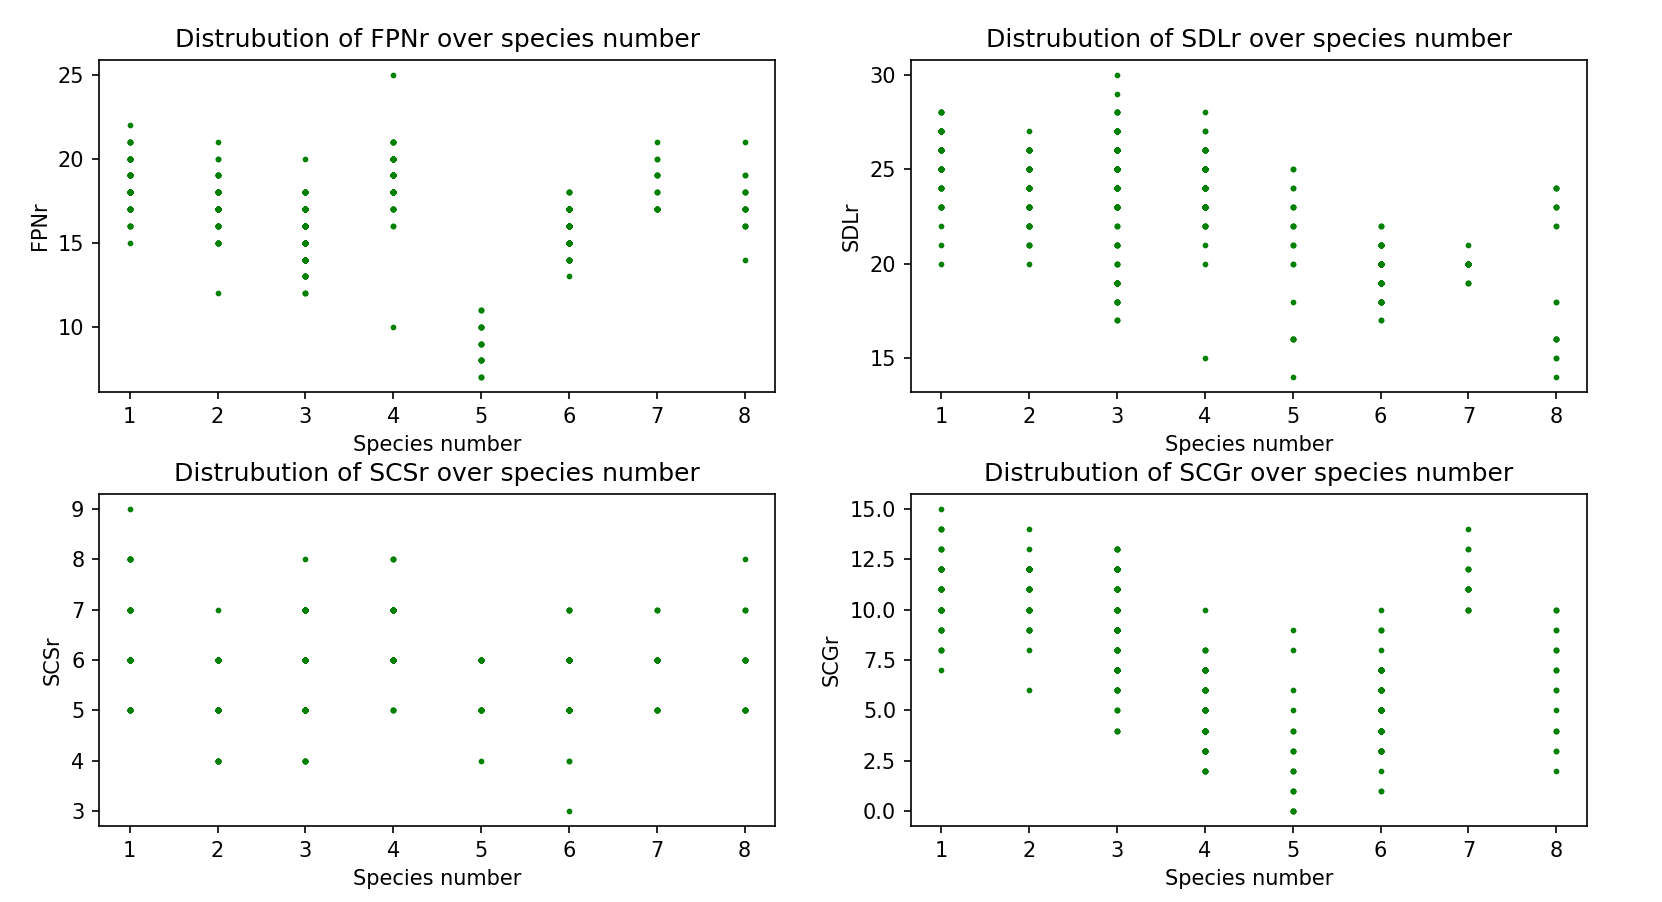 Distrubution of FPNr over species number
25
20
15
10
FPNr
1 2 3 4 5 6 7 8
Species number
Distrubution of SDLr over species number
30
25
20
15
SDLr
1 2 3 4 5 6 7 8
Species number
Distrubution of SCSr over species number
9
8
7
6
5
4
3
SCSr
1 2 3 4 5 6 7 8
Species number
Distrubution of SCGr over species number
15.0
12.5
10.0
7.5
5.0
2.5
0.0
SCGr
1 2 3 4 5 6 7 8
Species number